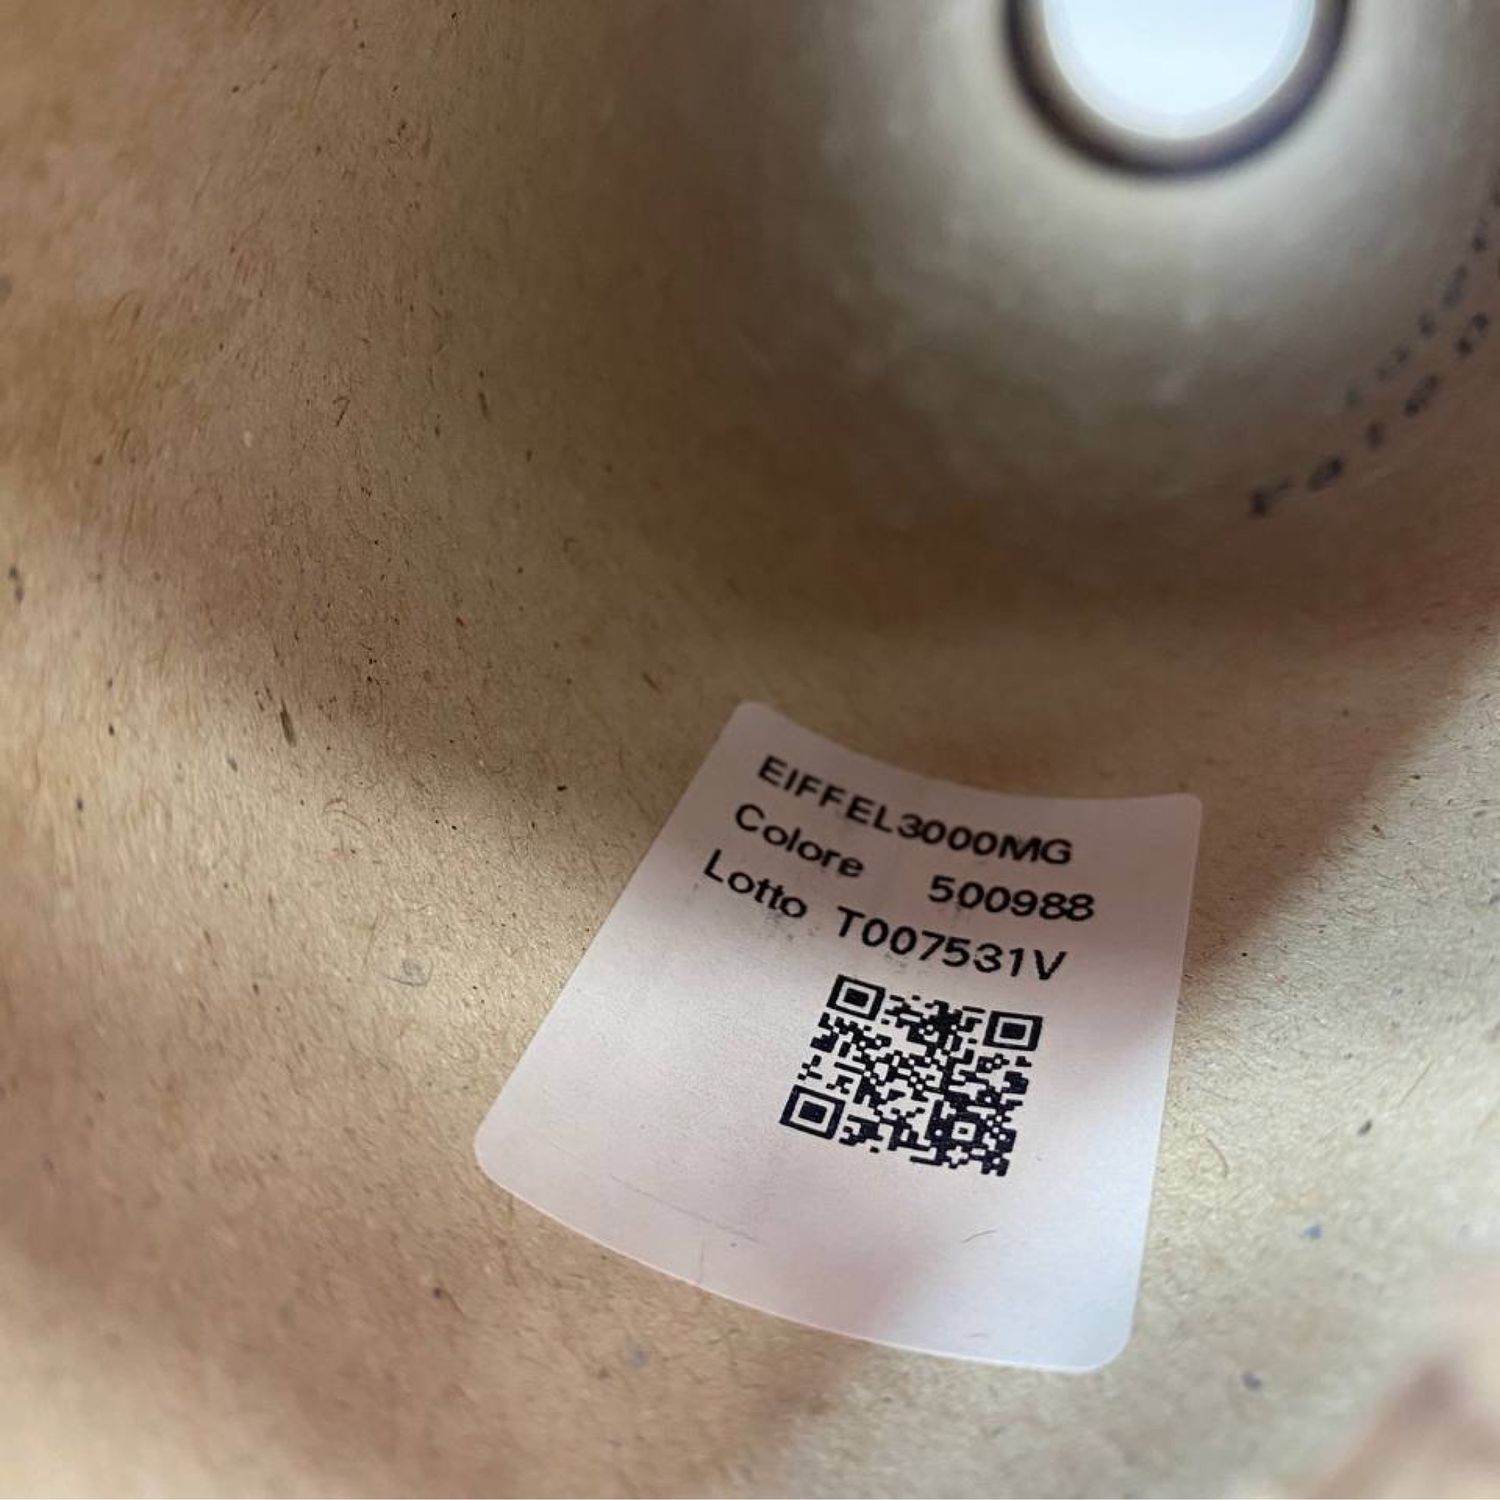 EIFFEL3000MG
Colore 500988
Lotto T007531V